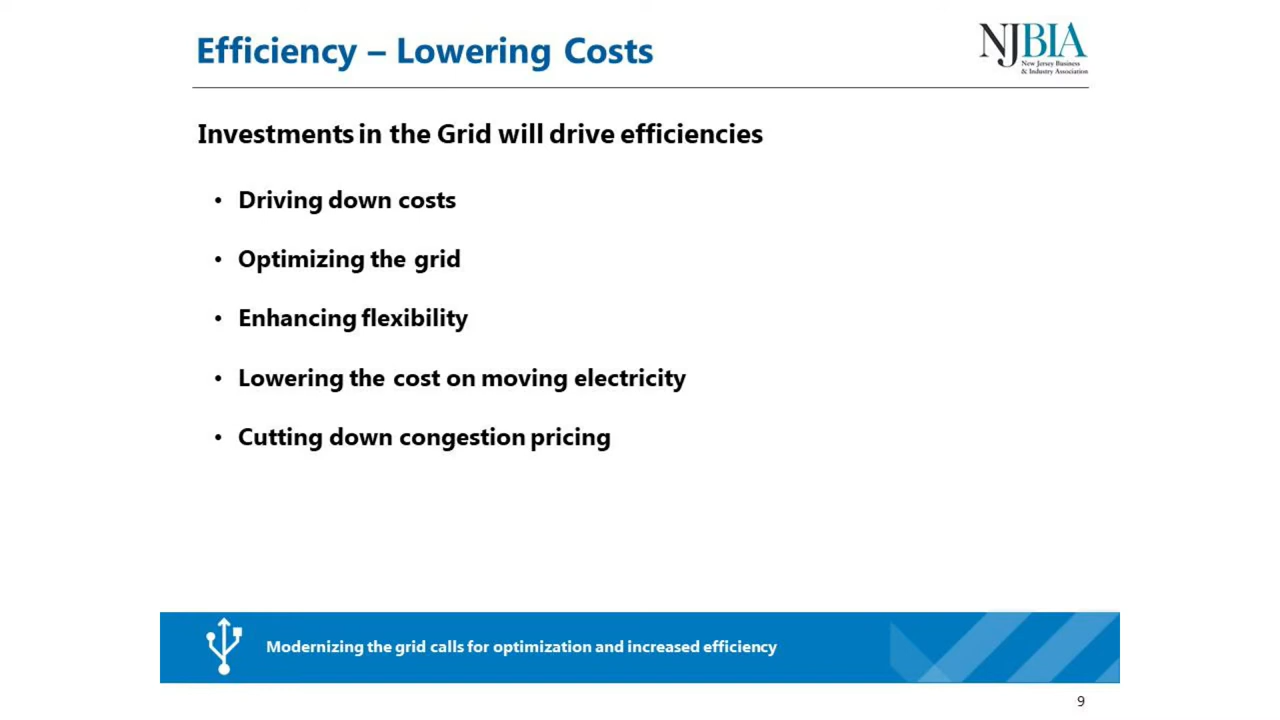 Efficiency – Lowering Costs
NJBIA
New Jersey Business
& Industry Association
Investments in the Grid will drive efficiencies
• Driving down costs
• Optimizing the grid
• Enhancing flexibility
• Lowering the cost on moving electricity
• Cutting down congestion pricing
Modernizing the grid calls for optimization and increased efficiency
9